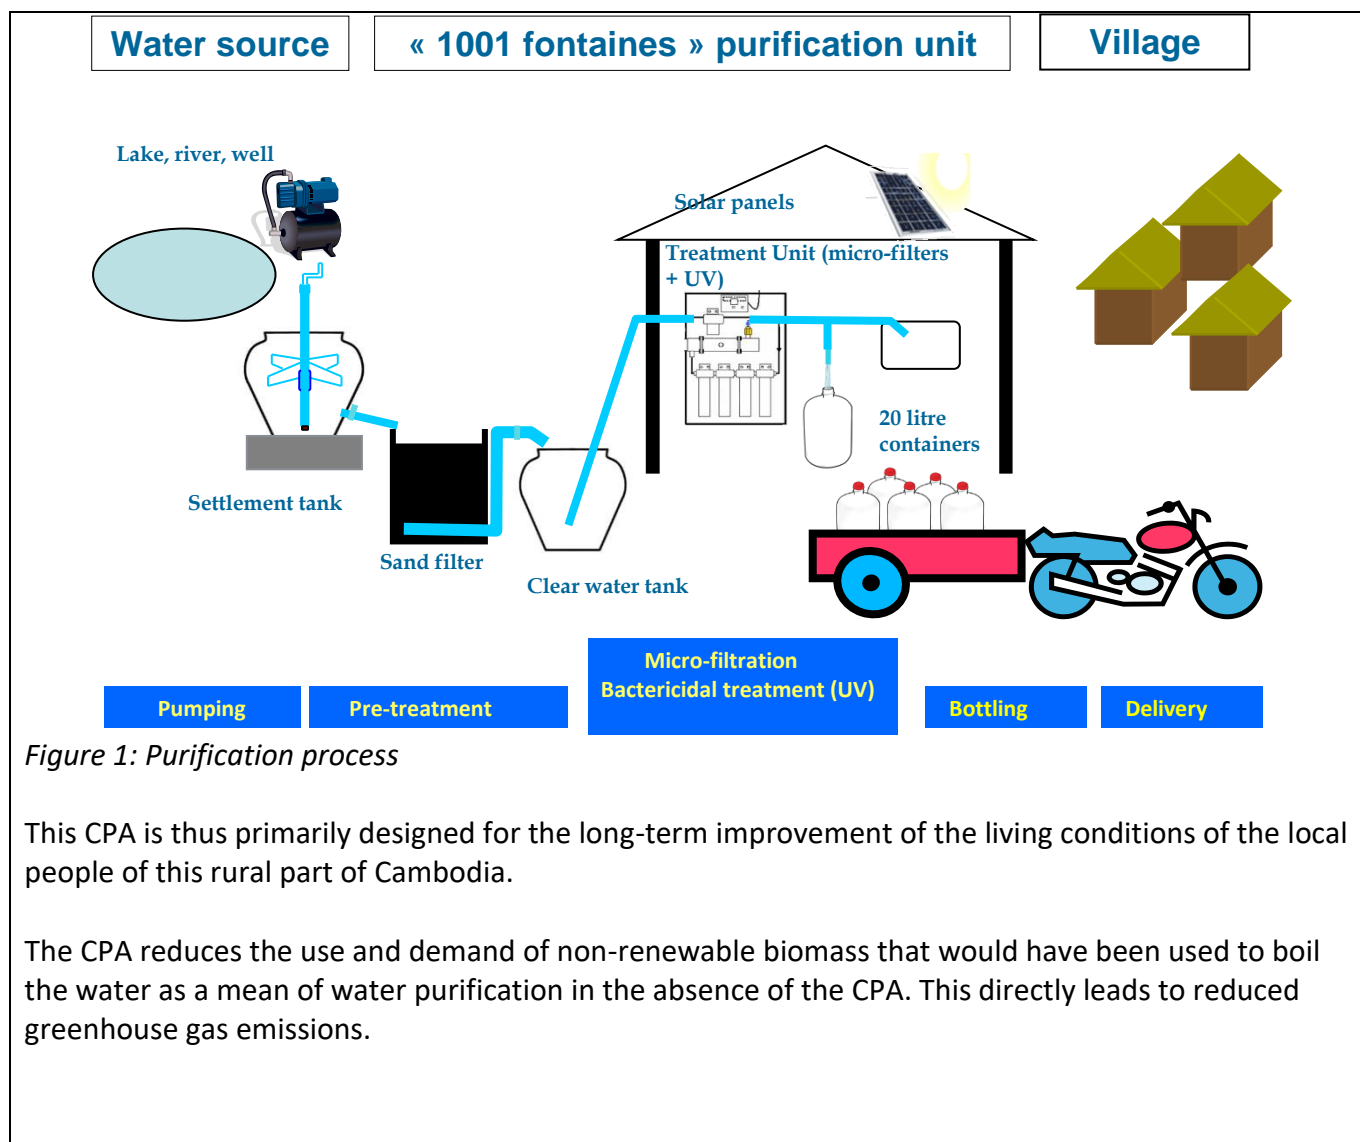 Water source
« 1001 fontaines » purification unit
Village
Lake, river, well
Solar panels
Treatment Unit (micro-filters
+ UV)
20 litre
containers
Settlement tank
Sand filter
Clear water tank
Micro-filtration
Bactericidal treatment (UV)
Pumping
Pre-treatment
Bottling
Delivery
Figure 1: Purification process
This CPA is thus primarily designed for the long-term improvement of the living conditions of the local
people of this rural part of Cambodia.
The CPA reduces the use and demand of non-renewable biomass that would have been used to boil
the water as a mean of water purification in the absence of the CPA. This directly leads to reduced
greenhouse gas emissions.